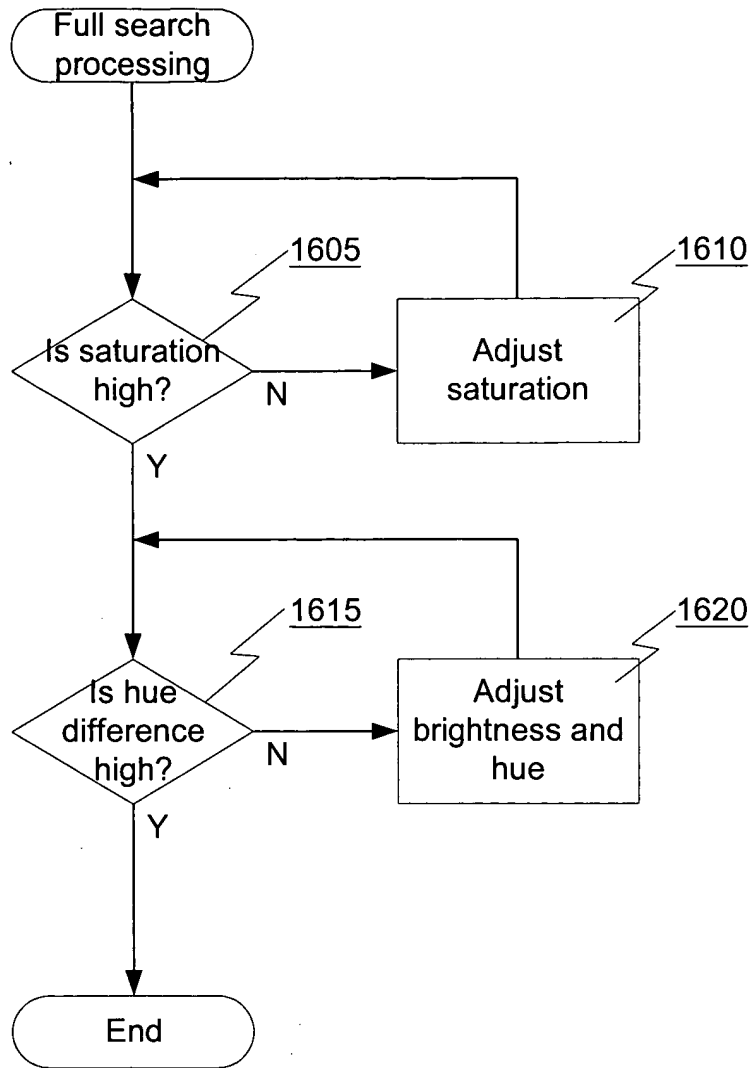 Full search
processing
1605
1610
Is saturation
high?
N
Adjust
saturation
Y
1615
1620
Is hue
difference
high?
N
Adjust
brightness and
hue
Y
End